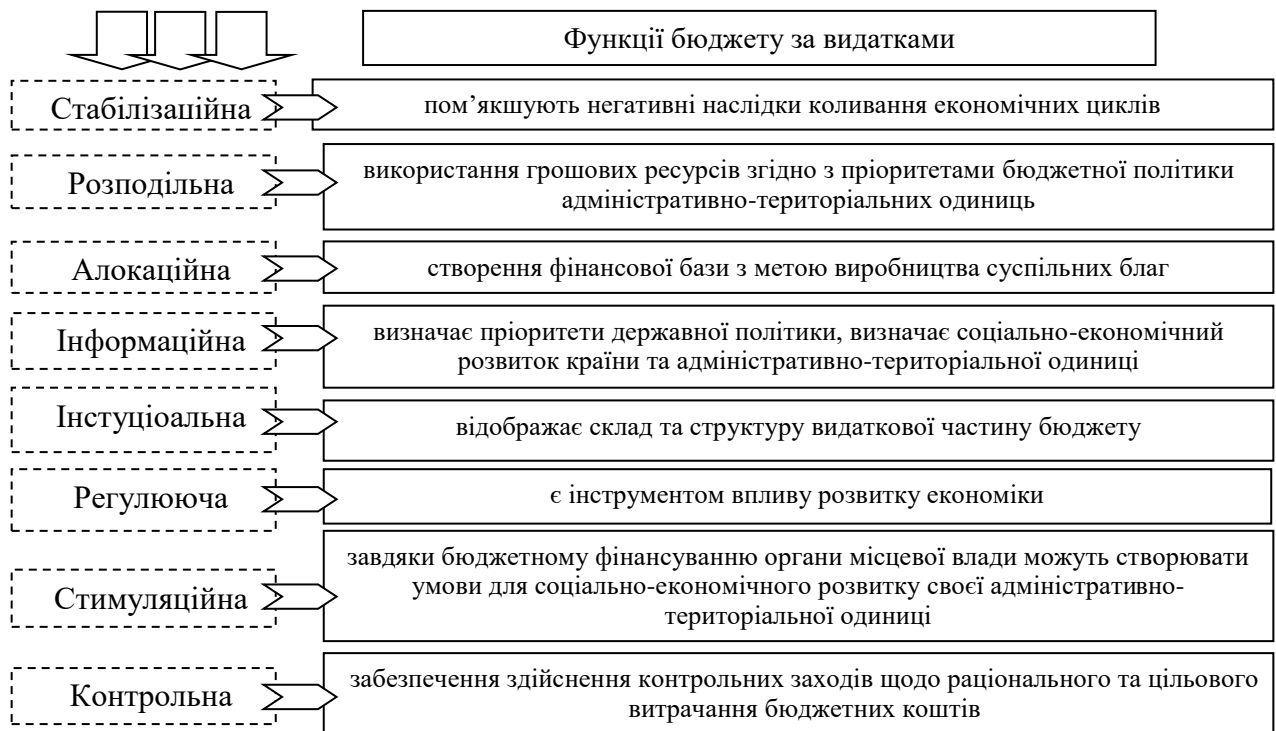 Функції бюджету за видатками
Стабілізаційна
пом’якшують негативні наслідки коливання економічних циклів
Розподільна
використання грошових ресурсів згідно з пріоритетами бюджетної політики
адміністративно-територіальних одиниць
Алокаційна
створення фінансової бази з метою виробництва суспільних благ
Інформаційна
визначає пріоритети державної політики, визначає соціально-економічний
розвиток країни та адміністративно-територіальної одиниці
Інстуціоальна
відображає склад та структуру видаткової частину бюджету
Регулююча
є інструментом впливу розвитку економіки
Стимуляційна
завдяки бюджетному фінансуванню органи місцевої влади можуть створювати
умови для соціально-економічного розвитку своєї адміністративно-
територіальної одиниці
Контрольна
забезпечення здійснення контрольних заходів щодо раціонального та цільового
витрачання бюджетних коштів